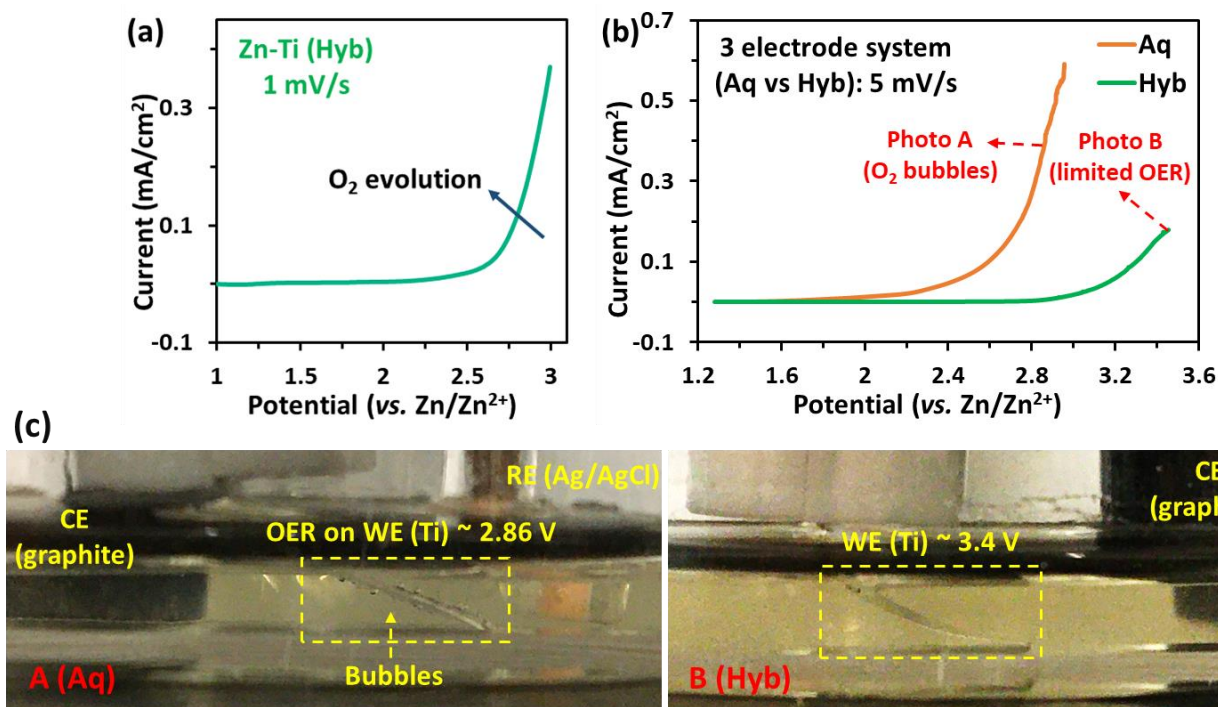 (a)
Zn-Ti (Hyb)
1 mV/s
O₂ evolution
0.3
0.1
-0.1
1
1.5
2
2.5
3
Current (mA/cm²)
Potential (vs. Zn/Zn²⁺)
(b)
3 electrode system
(Aq vs Hyb): 5 mV/s
Aq
Hyb
Photo A
(O₂ bubbles)
Photo B
(limited OER)
0.7
0.5
0.3
0.1
-0.1
1.2
1.6
2
2.4
2.8
3.2
3.6
Current (mA/cm²)
Potential (vs. Zn/Zn²⁺)
(c)
RE (Ag/AgCl)
CE
(graphite)
OER on WE (Ti) ~ 2.86 V
Bubbles
A (Aq)
CE
(graph
WE (Ti) ~ 3.4 V
B (Hyb)